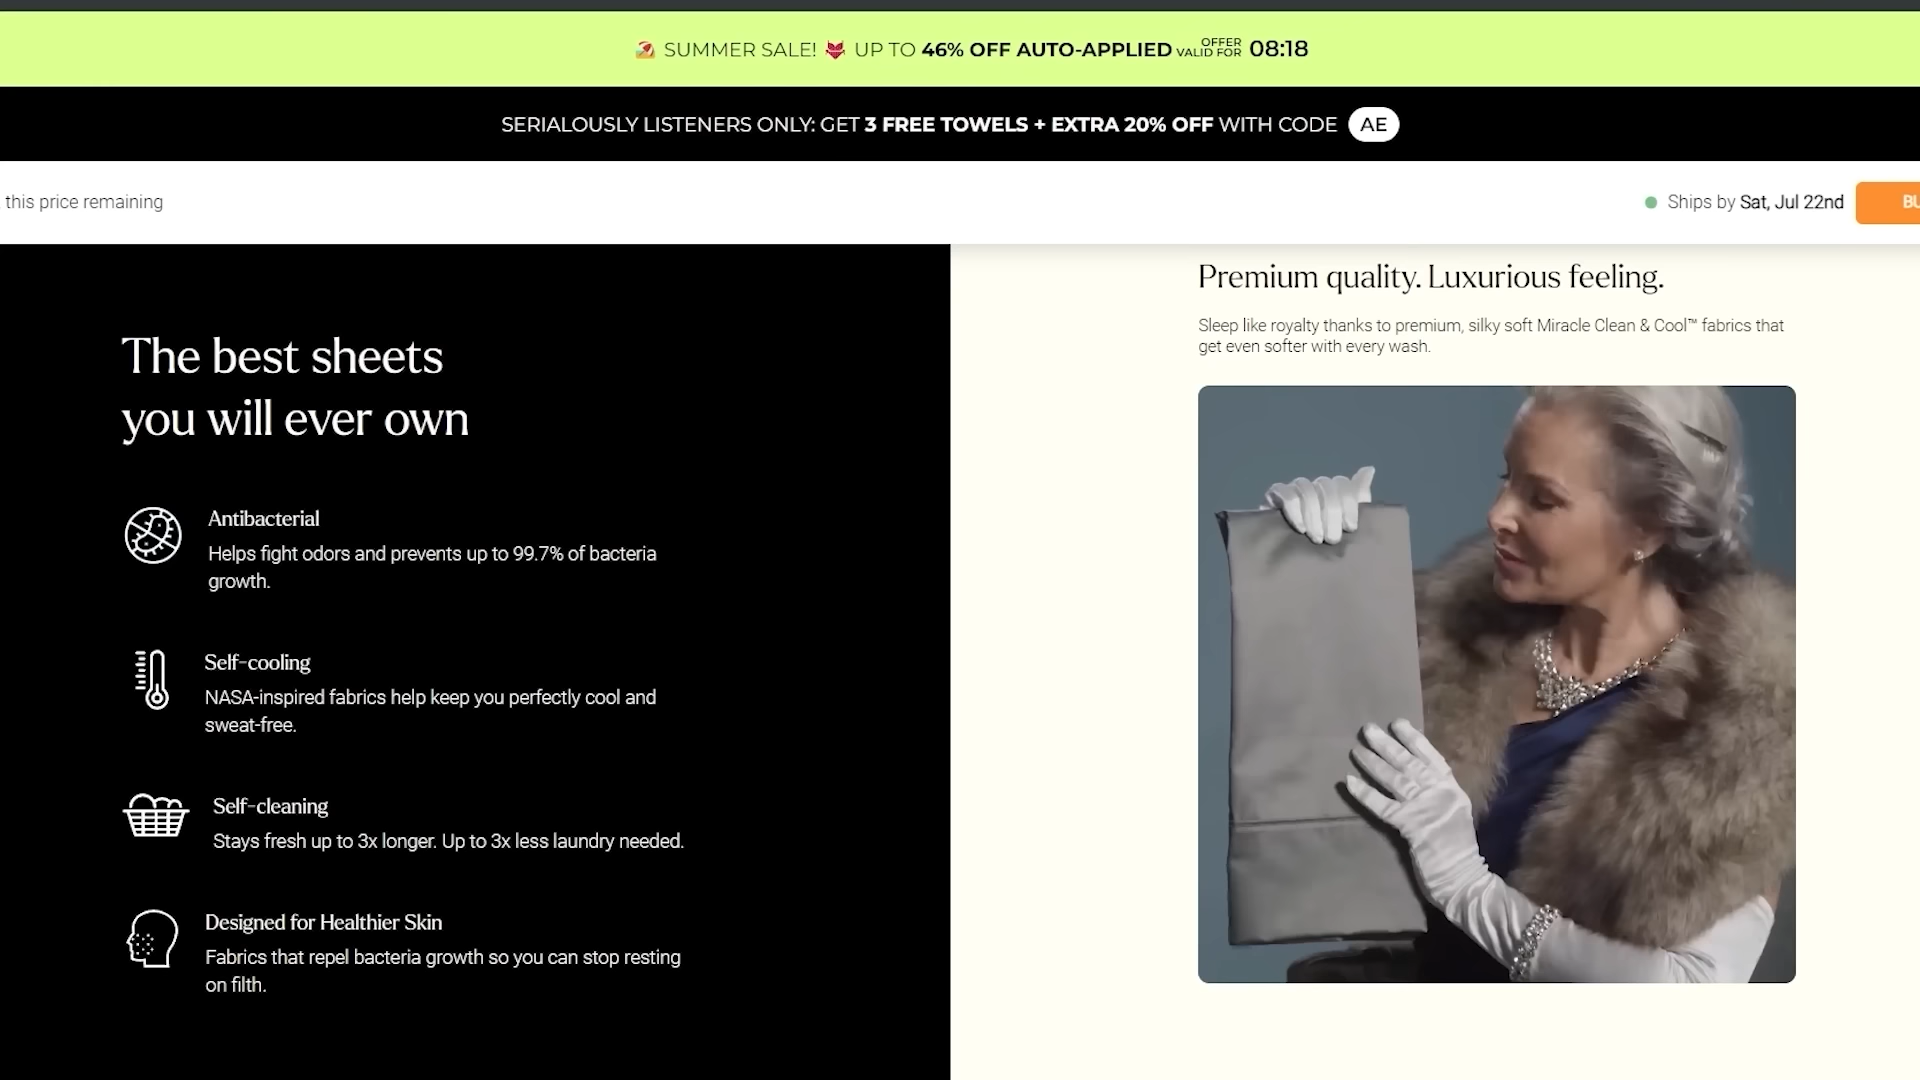 SUMMER SALE! UP TO 46% OFF AUTO-APPLIED OFFER VALID FOR 08:18
SERIALOUSLY LISTENERS ONLY: GET 3 FREE TOWELS + EXTRA 20% OFF WITH CODE AE
this price remaining
Ships by Sat, Jul 22nd
BU
The best sheets
you will ever own
Antibacterial
Helps fight odors and prevents up to 99.7% of bacteria
growth.
Self-cooling
NASA-inspired fabrics help keep you perfectly cool and
sweat-free.
Self-cleaning
Stays fresh up to 3x longer. Up to 3x less laundry needed.
Designed for Healthier Skin
Fabrics that repel bacteria growth so you can stop resting
on filth.
Premium quality. Luxurious feeling.
Sleep like royalty thanks to premium, silky soft Miracle Clean & Cool™ fabrics that
get even softer with every wash.